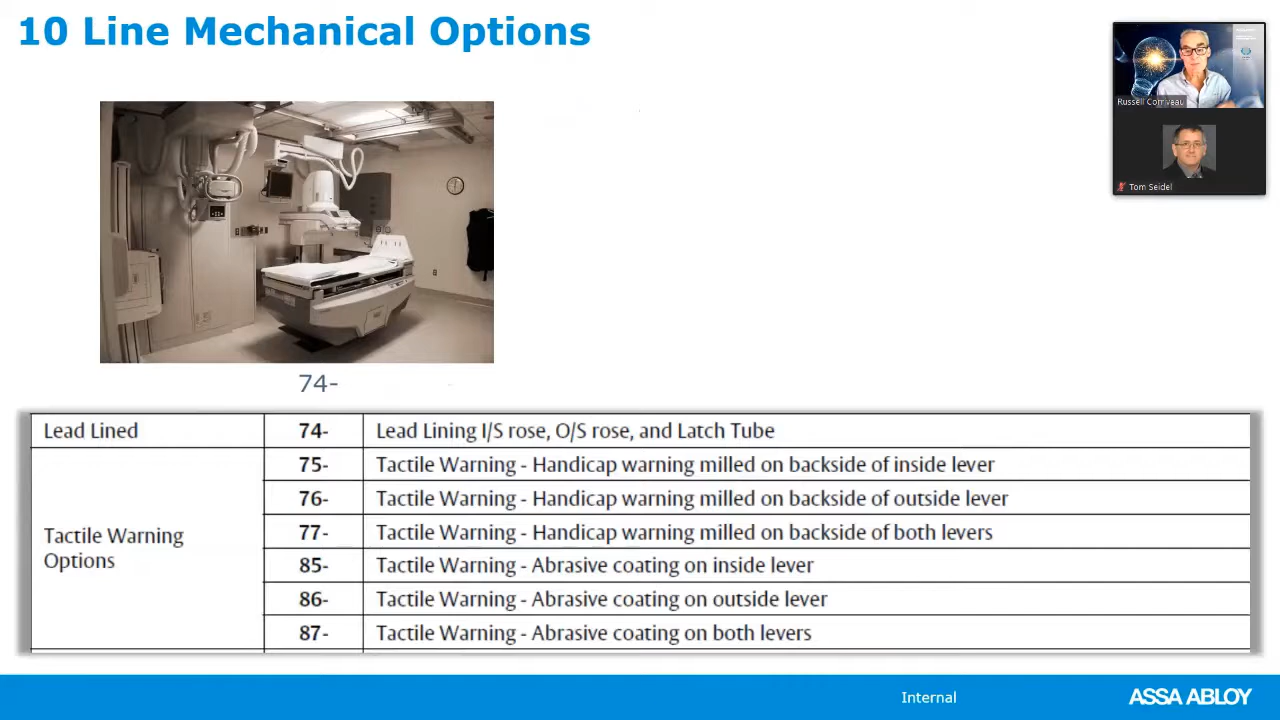 10 Line Mechanical Options
Russell Corriveau
Tom Seidel
74-
Lead Lined 74- Lead Lining I/S rose, O/S rose, and Latch Tube
75- Tactile Warning - Handicap warning milled on backside of inside lever
76- Tactile Warning - Handicap warning milled on backside of outside lever
Tactile Warning
Options
77- Tactile Warning - Handicap warning milled on backside of both levers
85- Tactile Warning - Abrasive coating on inside lever
86- Tactile Warning - Abrasive coating on outside lever
87- Tactile Warning - Abrasive coating on both levers
Internal
ASSA ABLOY